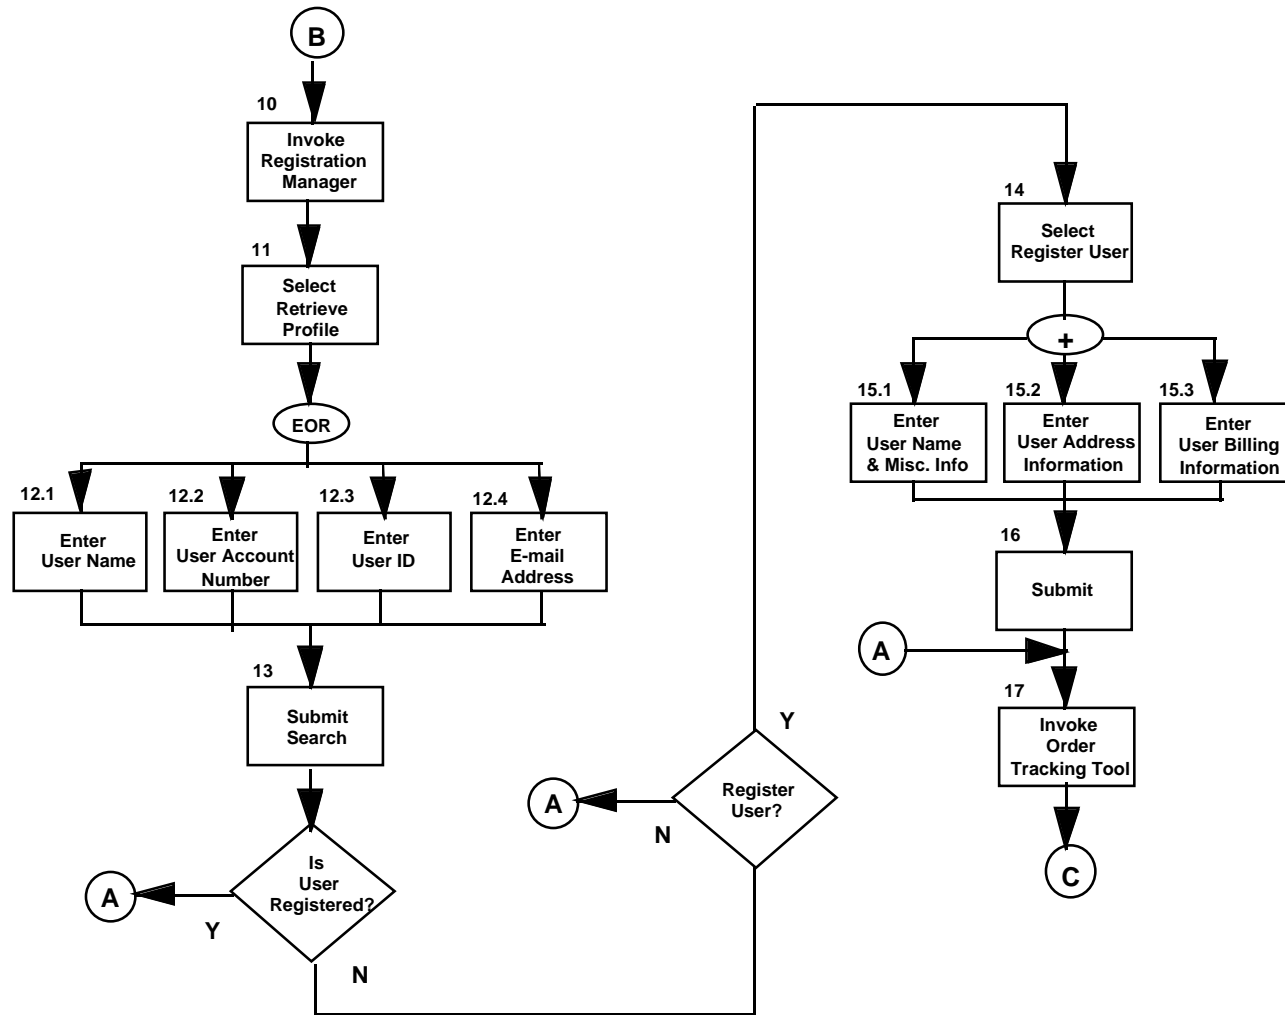 B
10
Invoke
Registration
Manager
11
Select
Retrieve
Profile
EOR
12.1
Enter
User Name
12.2
Enter
User Account
Number
12.3
Enter
User ID
12.4
Enter
E-mail
Address
13
Submit
Search
Is
User
Registered?
Y
A
N
Register
User?
N
A
Y
14
Select
Register User
+
15.1
Enter
User Name
& Misc. Info
15.2
Enter
User Address
Information
15.3
Enter
User Billing
Information
16
Submit
A
17
Invoke
Order
Tracking Tool
C